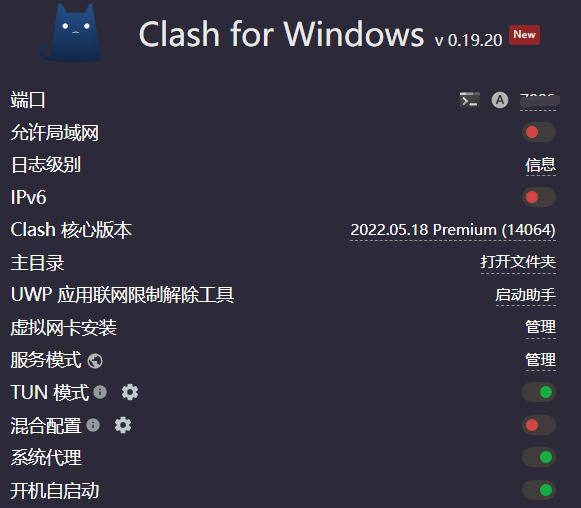 Clash for Windows v 0.19.20 New
端口 A
允许局域网
日志级别 信息
IPv6
Clash 核心版本 2022.05.18 Premium (14064)
主目录 打开文件夹
UWP 应用联网限制解除工具 启动助手
虚拟网卡安装 管理
服务模式 管理
TUN 模式
混合配置
系统代理
开机自启动